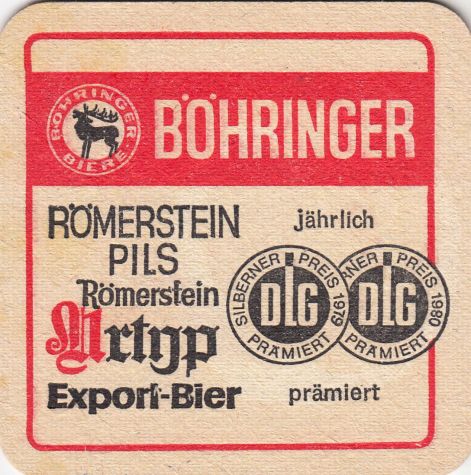 BÖHRINGER
BIERE
BÖHRINGER
RÖMERSTEIN
PILS
Römerstein
Urtyp
Export-Bier
jährlich
SILBERNER PREIS 1979
DLG
PRÄMIERT
RNER PREIS 1980
DLG
PRÄMIERT
prämiert